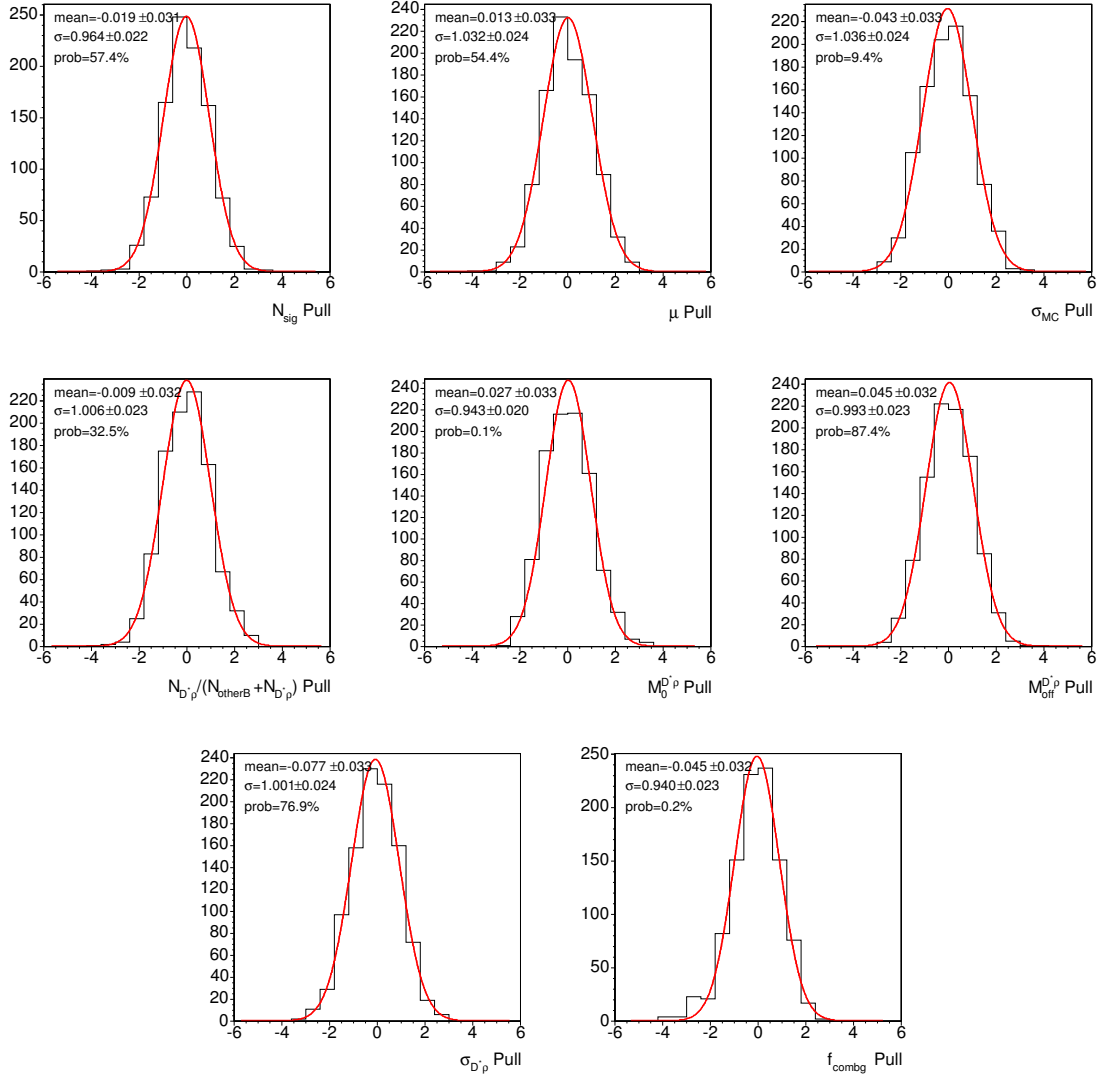 mean=-0.019±0.031
σ=0.964±0.022
prob=57.4%
250
200
150
100
50
0
-6 -4 -2 0 2 4 6
N_sig Pull
mean=0.013±0.033
σ=1.032±0.024
prob=54.4%
240
220
200
180
160
140
120
100
80
60
40
20
0
-6 -4 -2 0 2 4 6
μ Pull
mean=-0.043±0.033
σ=1.036±0.024
prob=9.4%
220
200
180
160
140
120
100
80
60
40
20
0
-6 -4 -2 0 2 4 6
σ_MC Pull
mean=-0.009±0.032
σ=1.006±0.023
prob=32.5%
220
200
180
160
140
120
100
80
60
40
20
0
-6 -4 -2 0 2 4 6
N_D*ρ/(N_otherB+N_D*ρ) Pull
mean=0.027±0.033
σ=0.943±0.020
prob=0.1%
240
220
200
180
160
140
120
100
80
60
40
20
0
-6 -4 -2 0 2 4 6
M_0^D*ρ Pull
mean=0.045±0.032
σ=0.993±0.023
prob=87.4%
240
220
200
180
160
140
120
100
80
60
40
20
0
-6 -4 -2 0 2 4 6
M_off^D*ρ Pull
mean=-0.077±0.033
σ=1.001±0.024
prob=76.9%
240
220
200
180
160
140
120
100
80
60
40
20
0
-6 -4 -2 0 2 4 6
σ_D*ρ Pull
mean=-0.045±0.032
σ=0.940±0.023
prob=0.2%
250
200
150
100
50
0
-6 -4 -2 0 2 4 6
f_combg Pull